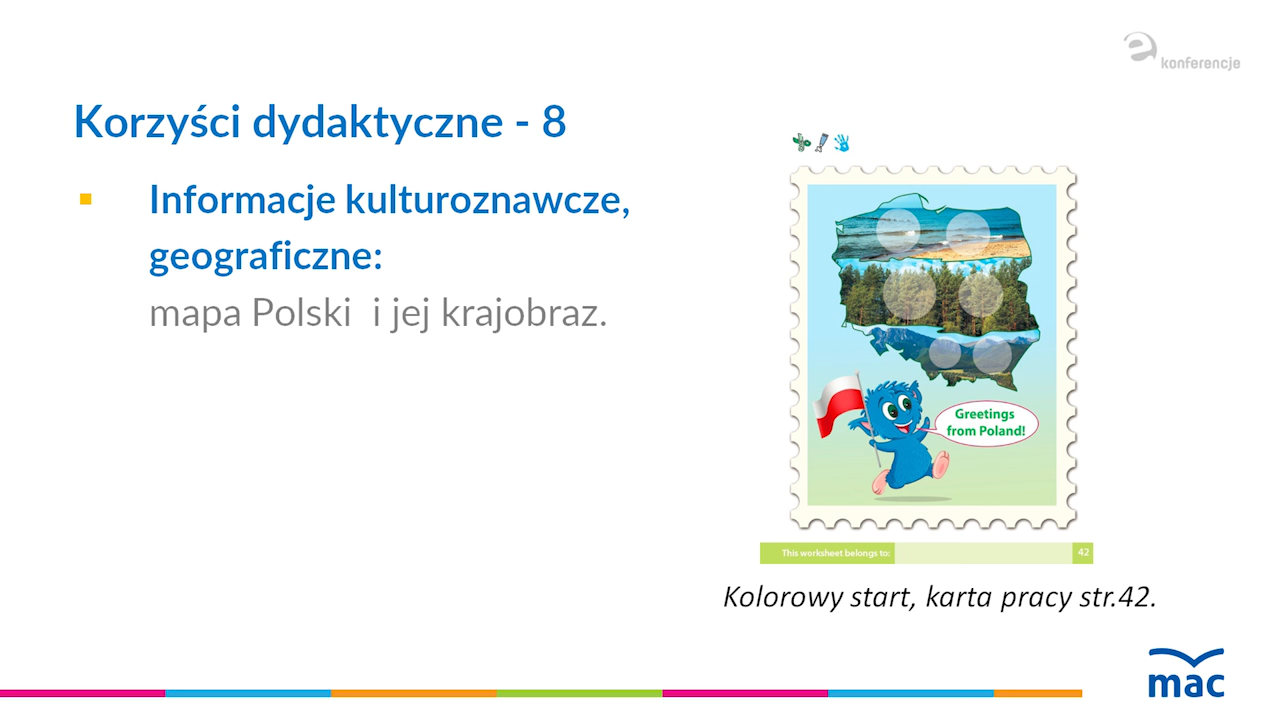 e konferencje
Korzyści dydaktyczne - 8
Informacje kulturoznawcze,
geograficzne:
mapa Polski i jej krajobraz.
Greetings
from Poland!
This worksheet belongs to:
42
Kolorowy start, karta pracy str.42.
mac